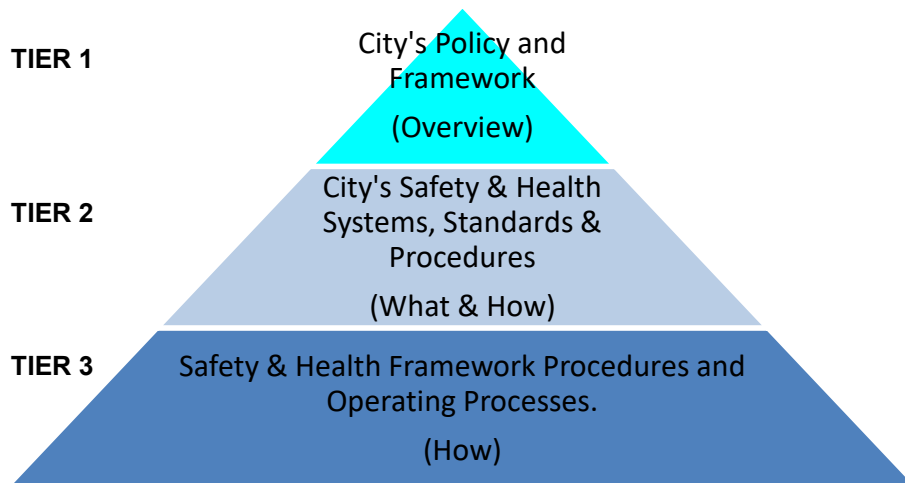 TIER 1
City's Policy and
Framework
(Overview)
TIER 2
City's Safety & Health
Systems, Standards &
Procedures
(What & How)
TIER 3
Safety & Health Framework Procedures and
Operating Processes.
(How)